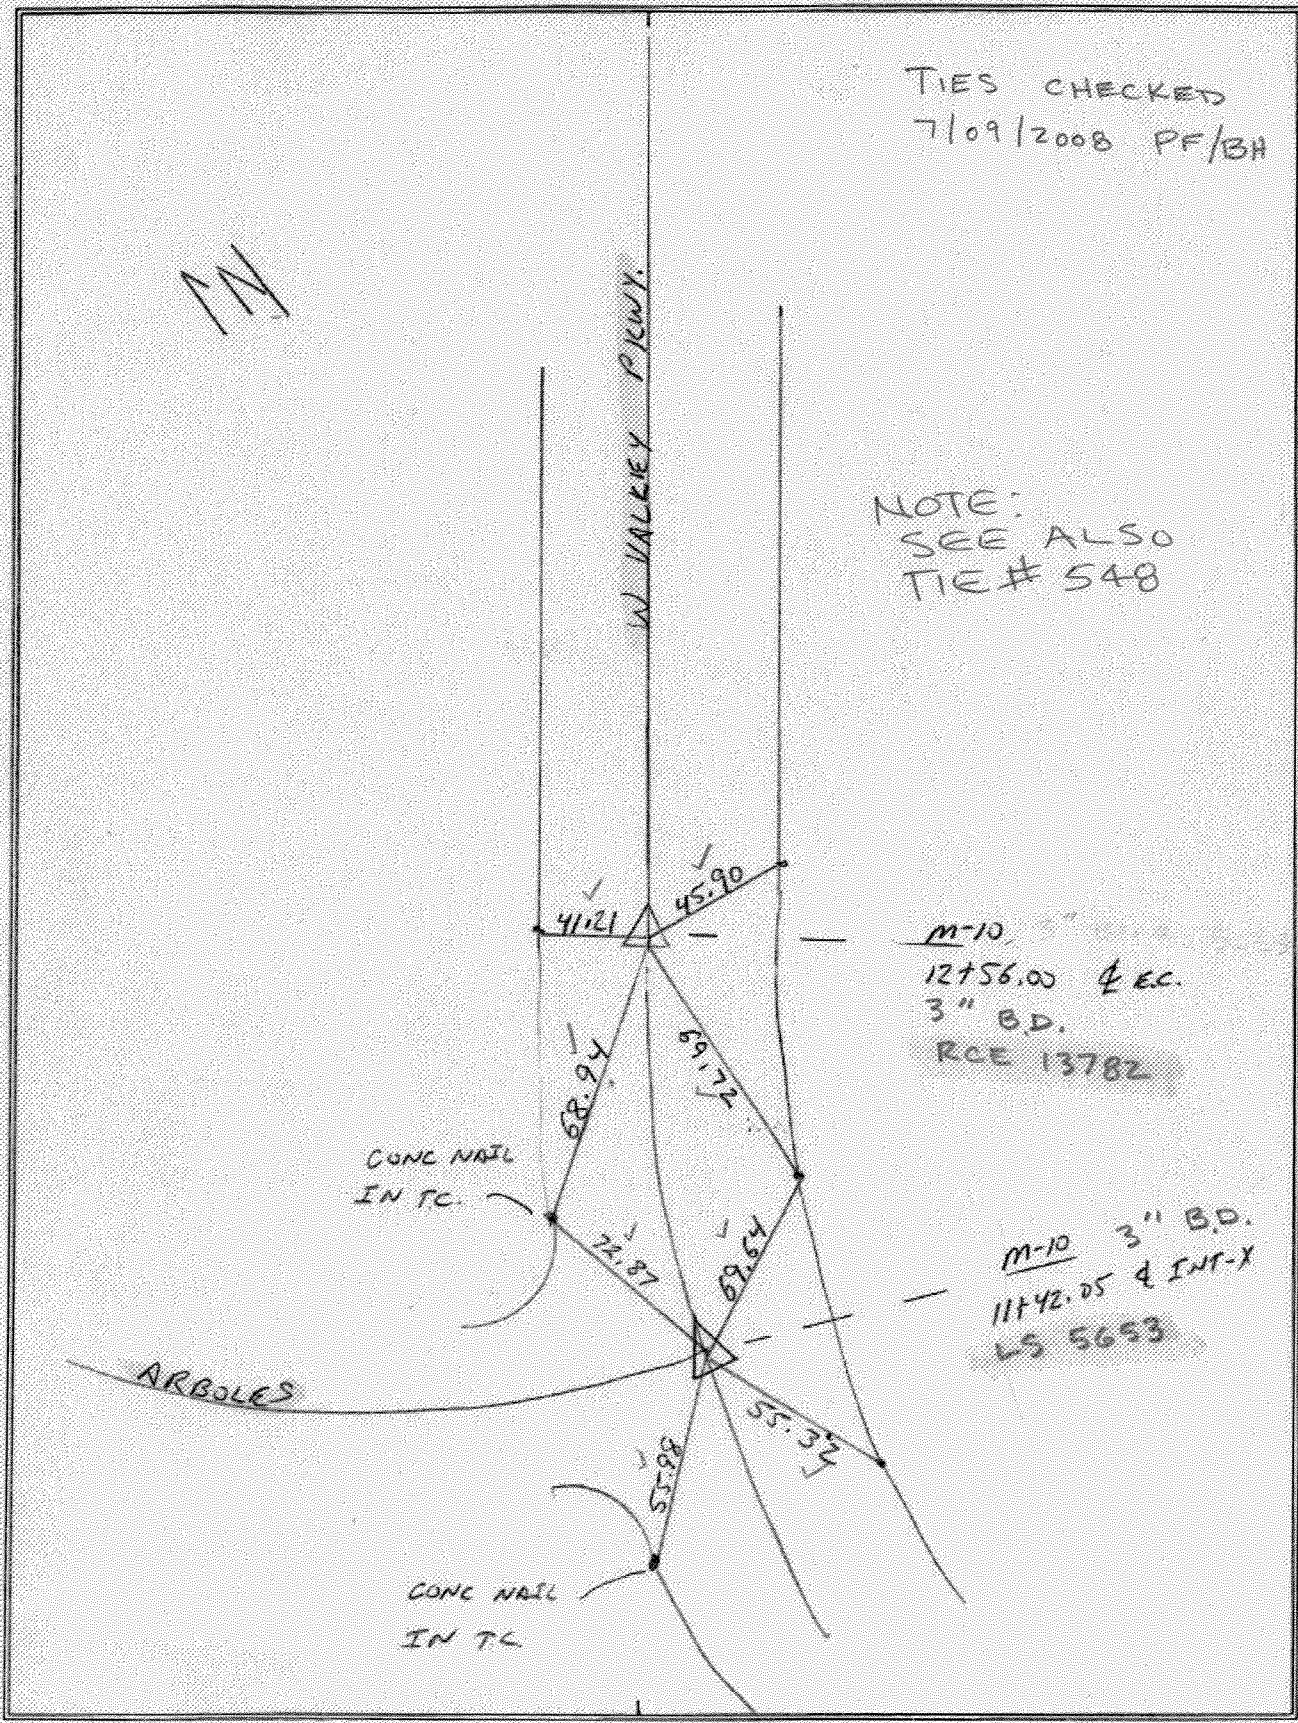 TIES CHECKED
7/09/2008 PF/BH
N
W VALLEY PKWY.
NOTE:
SEE ALSO
TIE # 548
41.21
45.90
M-10
12+56.00 ℄ E.C.
3" B.D.
RCE 13782
68.94
69.72
CONC NAIL
IN T.C.
72.87
69.64
M-10 3" B.D.
11+42.05 ℄ INT-X
LS 5653
ARBOLES
55.98
55.32
CONC NAIL
IN T.C.